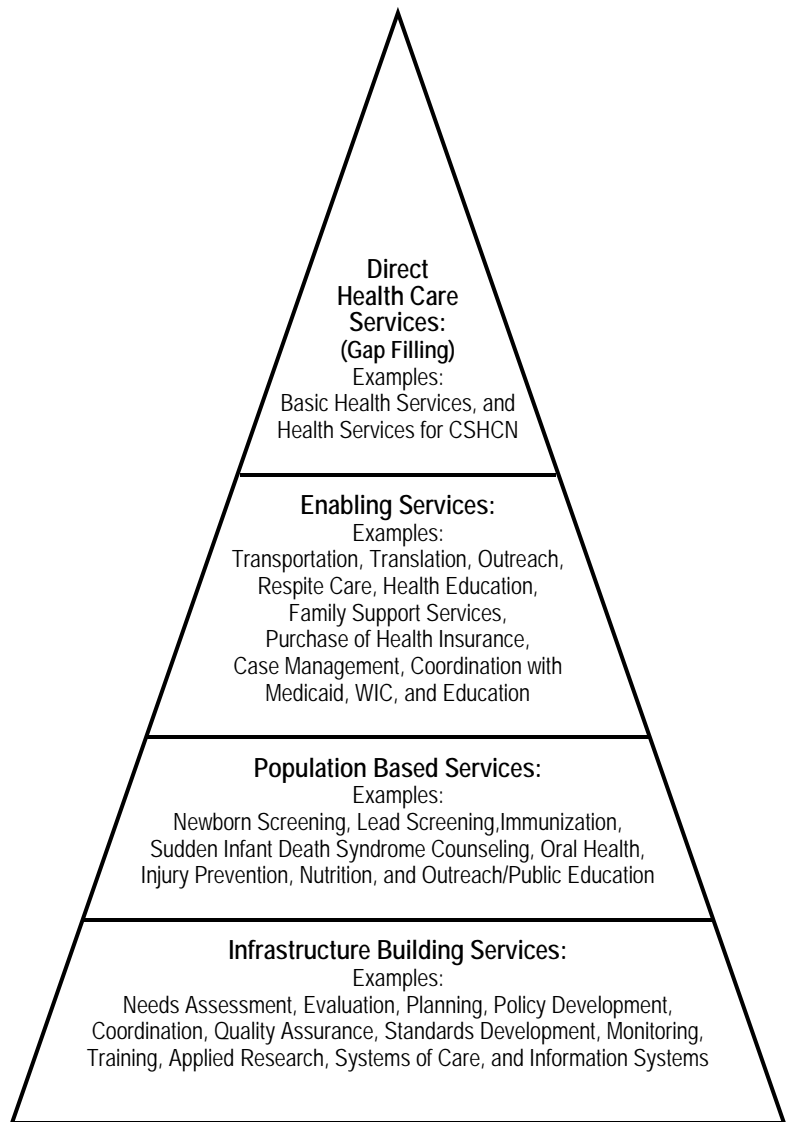 Direct
Health Care
Services:
(Gap Filling)
Examples:
Basic Health Services, and
Health Services for CSHCN
Enabling Services:
Examples:
Transportation, Translation, Outreach,
Respite Care, Health Education,
Family Support Services,
Purchase of Health Insurance,
Case Management, Coordination with
Medicaid, WIC, and Education
Population Based Services:
Examples:
Newborn Screening, Lead Screening,Immunization,
Sudden Infant Death Syndrome Counseling, Oral Health,
Injury Prevention, Nutrition, and Outreach/Public Education
Infrastructure Building Services:
Examples:
Needs Assessment, Evaluation, Planning, Policy Development,
Coordination, Quality Assurance, Standards Development, Monitoring,
Training, Applied Research, Systems of Care, and Information Systems